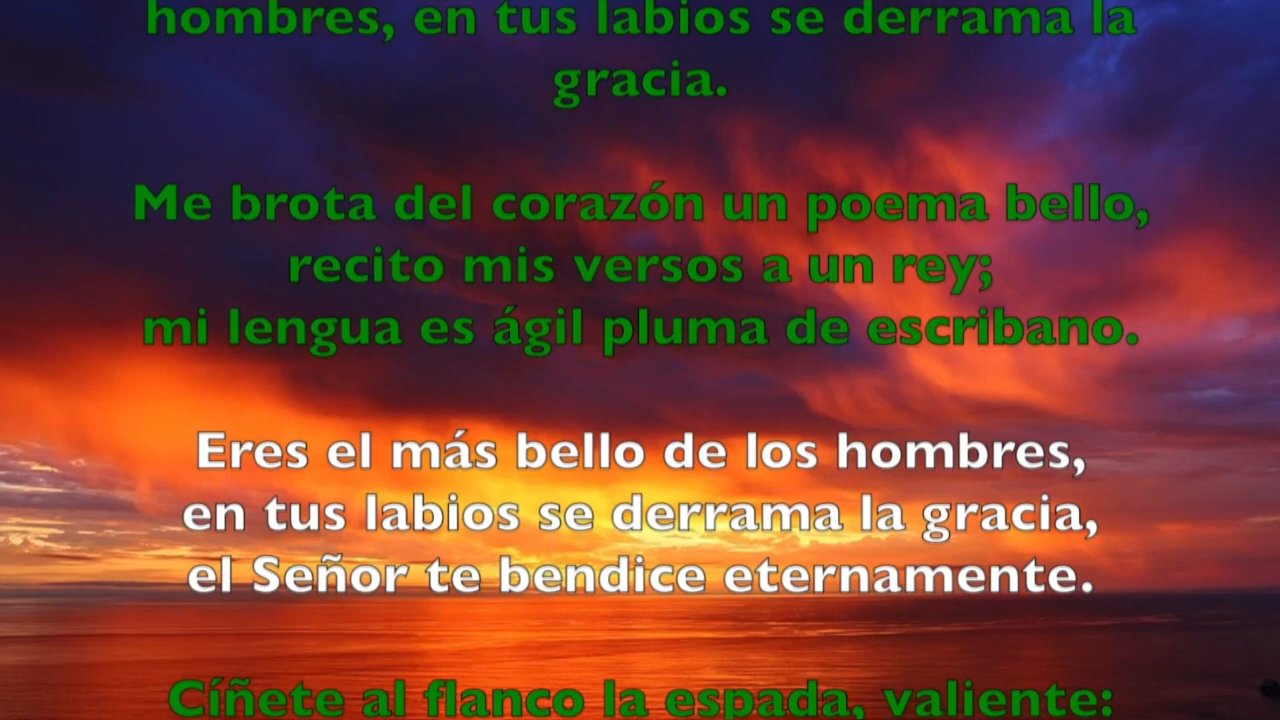 hombres, en tus labios se derrama la
gracia.
Me brota del corazón un poema bello,
recito mis versos a un rey;
mi lengua es ágil pluma de escribano.
Eres el más bello de los hombres,
en tus labios se derrama la gracia,
el Señor te bendice eternamente.
Cíñete al flanco la espada, valiente: